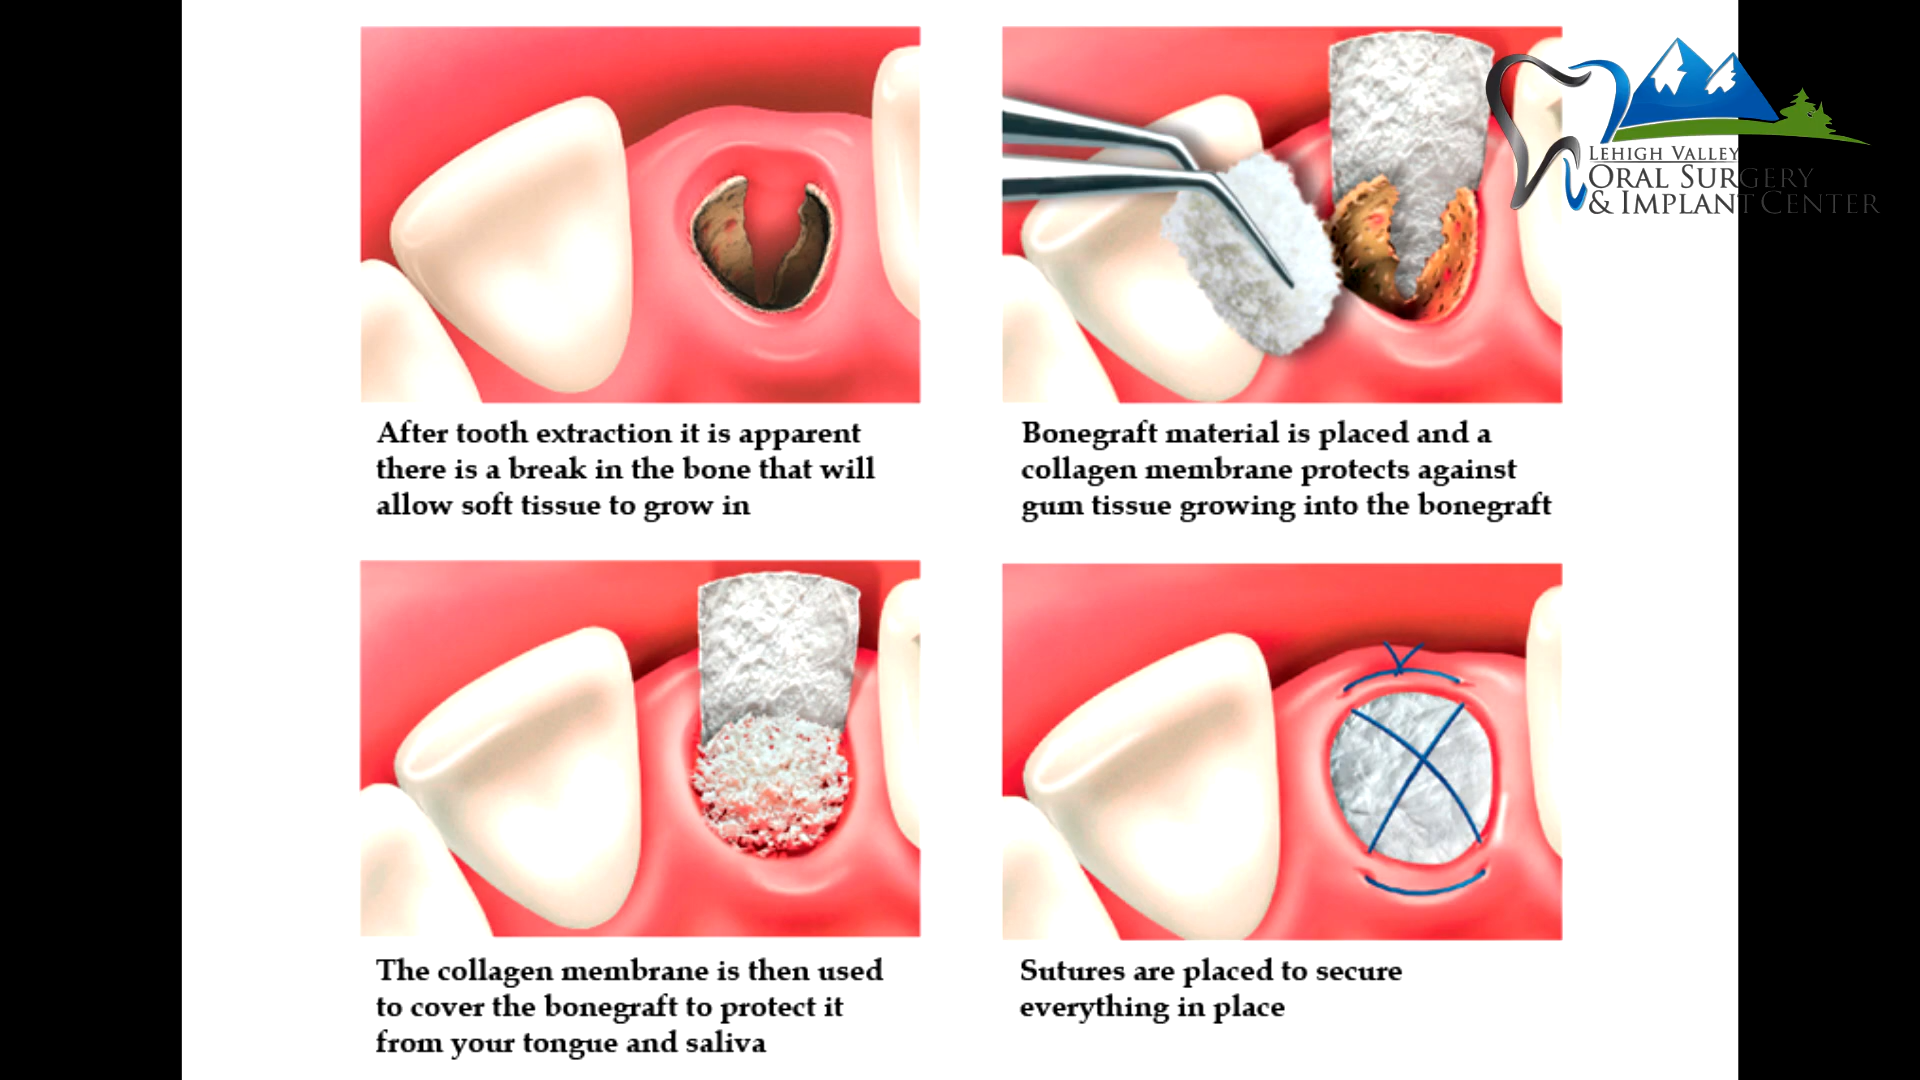 LEHIGH VALLEY
ORAL SURGERY
& IMPLANT CENTER
After tooth extraction it is apparent
there is a break in the bone that will
allow soft tissue to grow in
Bonegraft material is placed and a
collagen membrane protects against
gum tissue growing into the bonegraft
The collagen membrane is then used
to cover the bonegraft to protect it
from your tongue and saliva
Sutures are placed to secure
everything in place